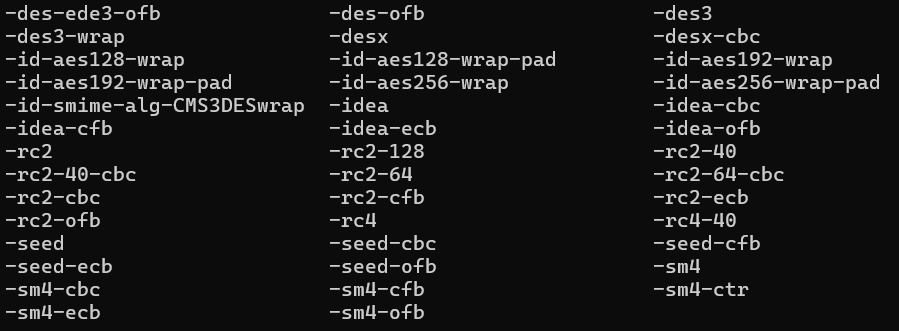 -des-ede3-ofb -des-ofb -des3
-des3-wrap -desx -desx-cbc
-id-aes128-wrap -id-aes128-wrap-pad -id-aes192-wrap
-id-aes192-wrap-pad -id-aes256-wrap -id-aes256-wrap-pad
-id-smime-alg-CMS3DESwrap -idea -idea-cbc
-idea-cfb -idea-ecb -idea-ofb
-rc2 -rc2-128 -rc2-40
-rc2-40-cbc -rc2-64 -rc2-64-cbc
-rc2-cbc -rc2-cfb -rc2-ecb
-rc2-ofb -rc4 -rc4-40
-seed -seed-cbc -seed-cfb
-seed-ecb -seed-ofb -sm4
-sm4-cbc -sm4-cfb -sm4-ctr
-sm4-ecb -sm4-ofb